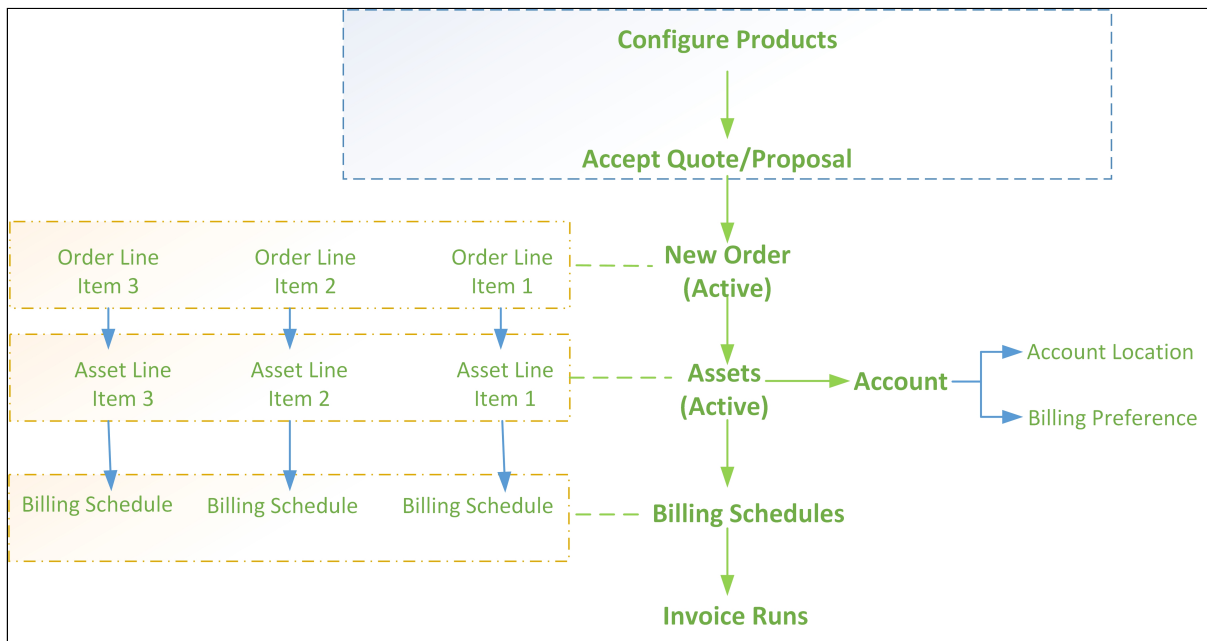 Configure Products
Accept Quote/Proposal
Order Line
Item 3
Order Line
Item 2
Order Line
Item 1
New Order
(Active)
Asset Line
Item 3
Asset Line
Item 2
Asset Line
Item 1
Assets
(Active)
Account
Account Location
Billing Preference
Billing Schedule
Billing Schedule
Billing Schedule
Billing Schedules
Invoice Runs